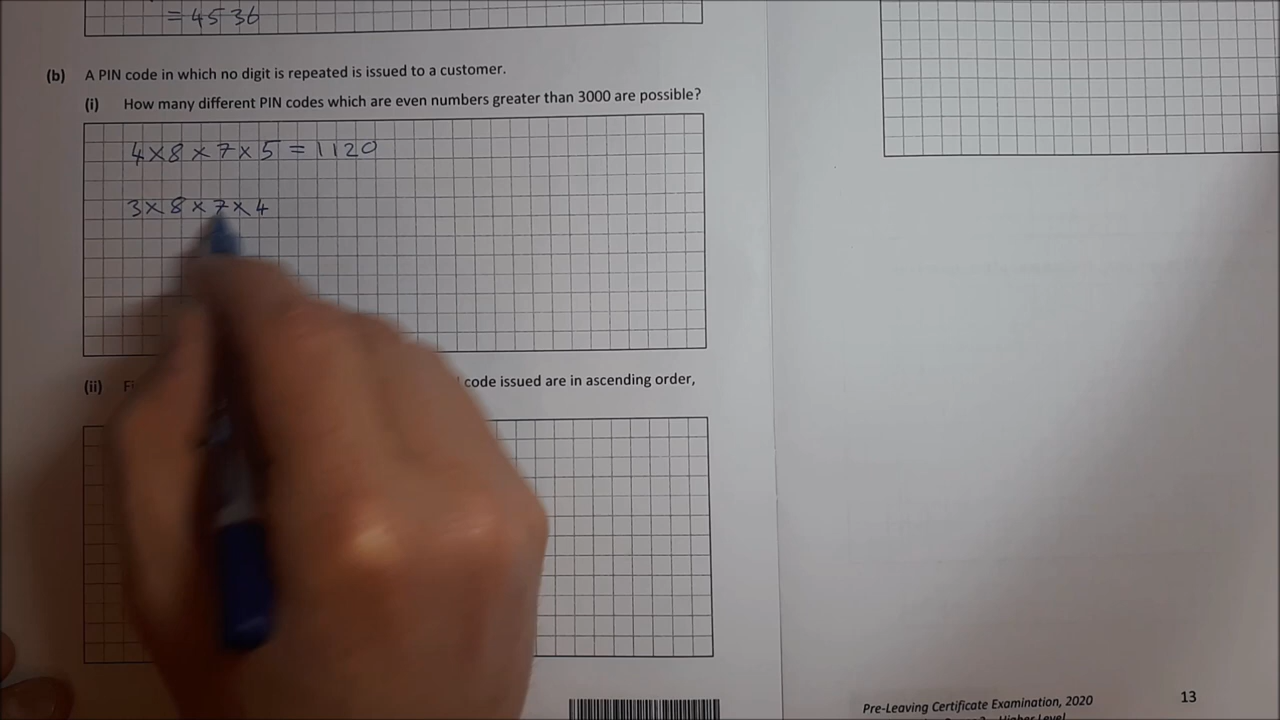 = 4536
(b) A PIN code in which no digit is repeated is issued to a customer.
(i) How many different PIN codes which are even numbers greater than 3000 are possible?
4 × 8 × 7 × 5 = 1120
3 × 8 × 7 × 4
(ii) code issued are in ascending order,
Pre-Leaving Certificate Examination, 2020
13
Higher Level